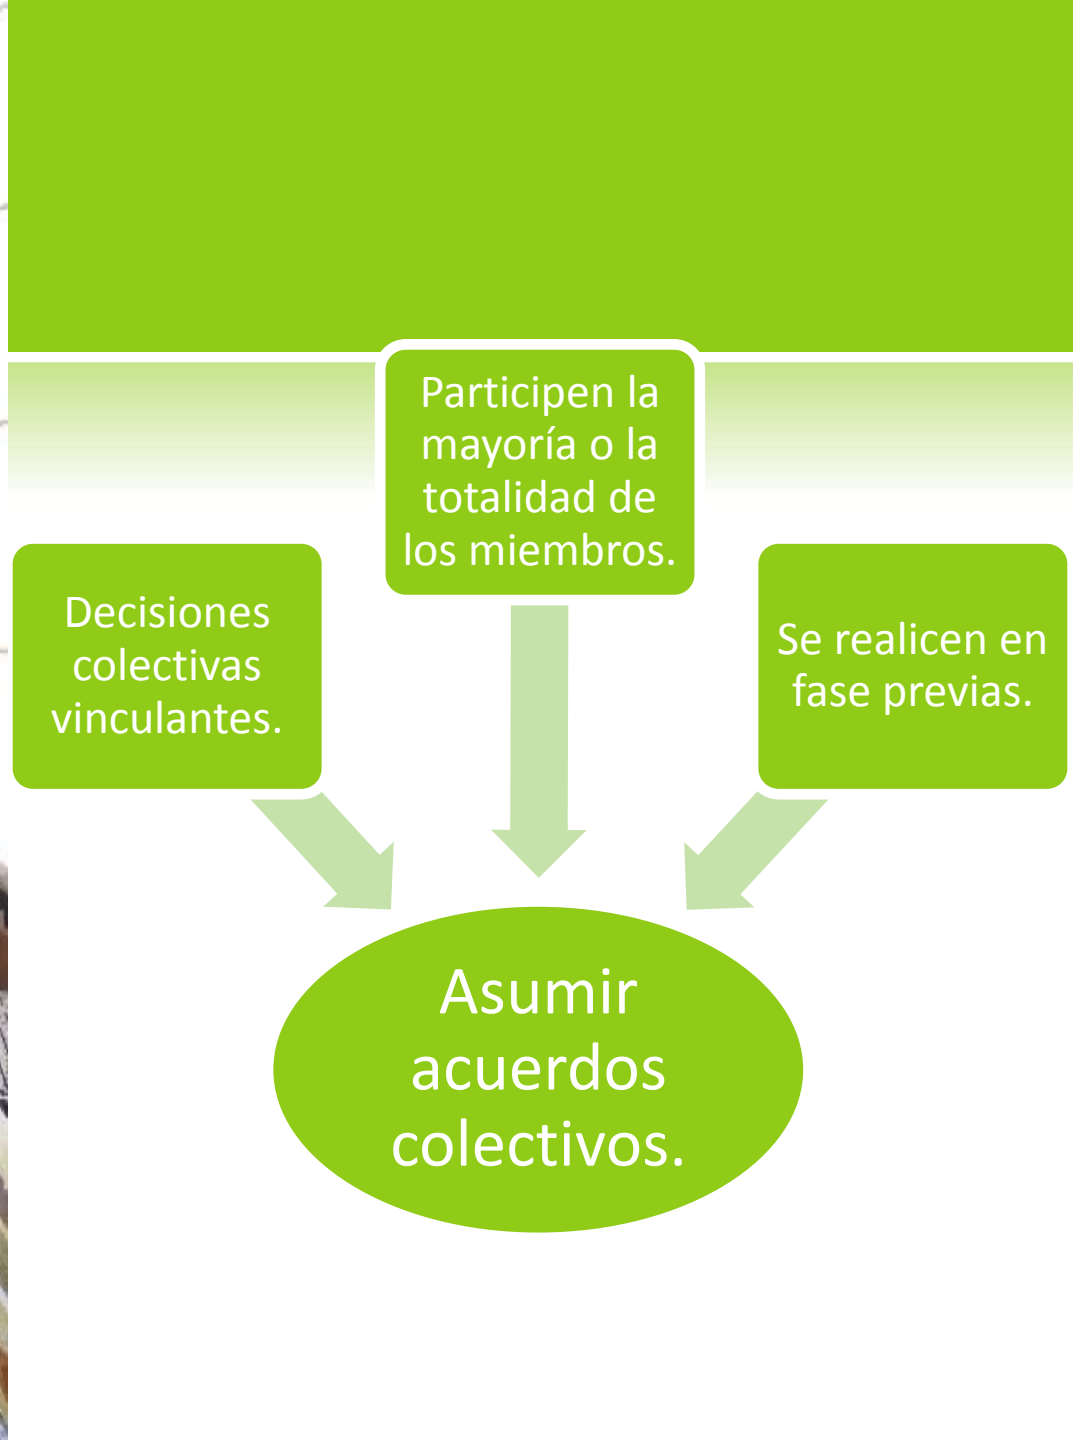 Participen la
mayoría o la
totalidad de
los miembros.
Decisiones
colectivas
vinculantes.
Se realicen en
fase previas.
Asumir
acuerdos
colectivos.